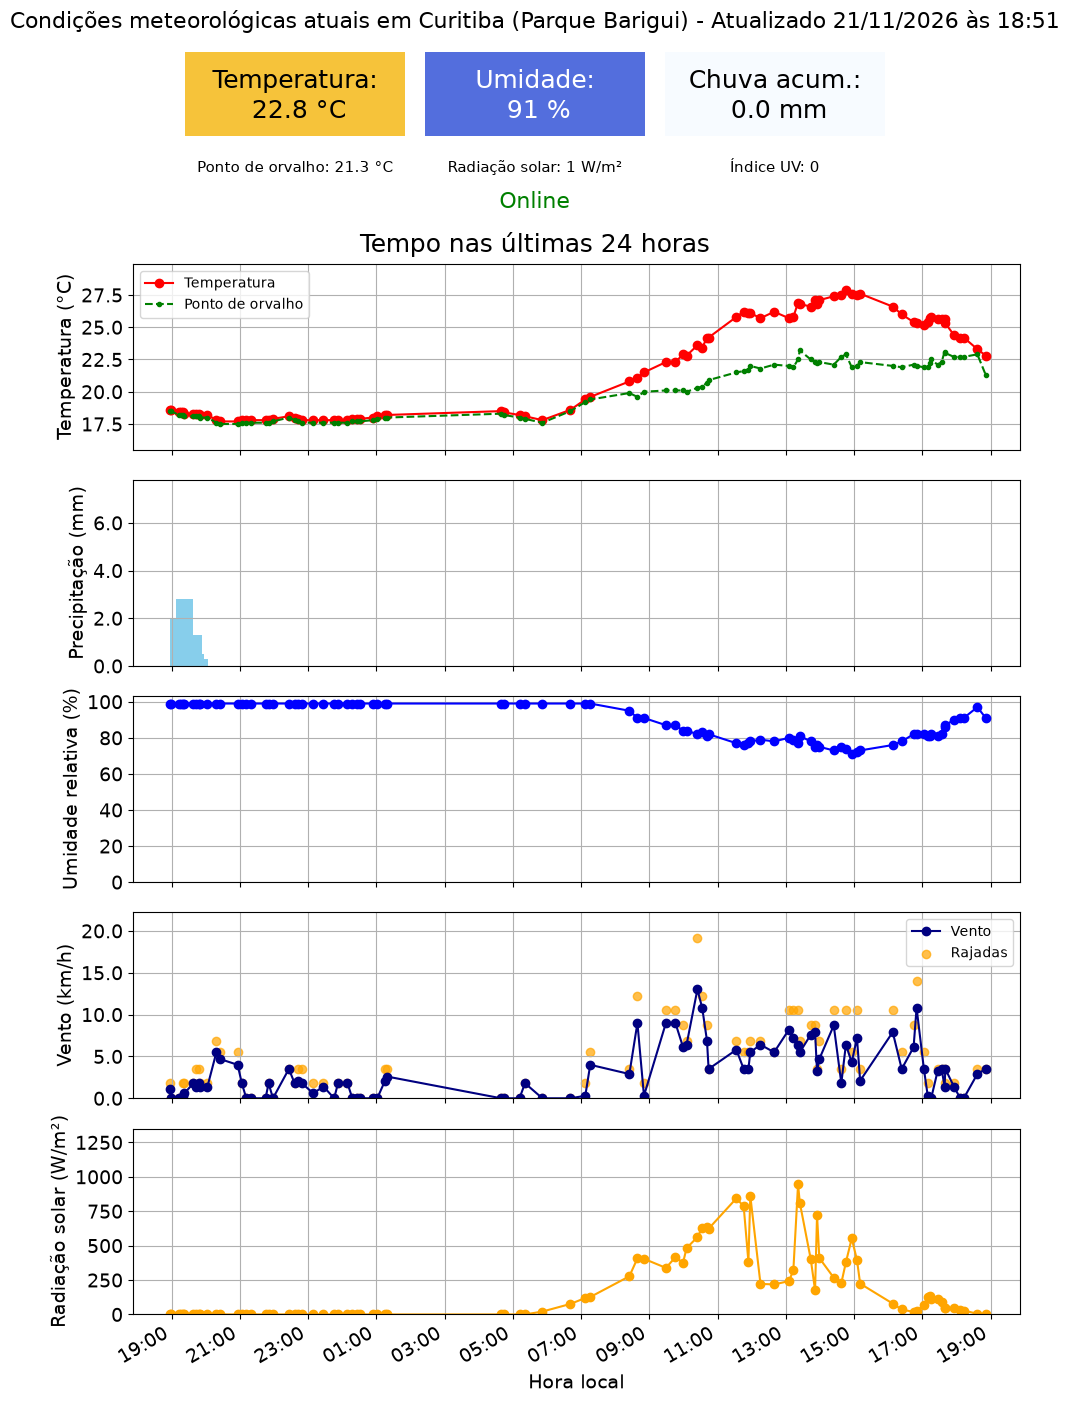 Condições meteorológicas atuais em Curitiba (Parque Barigui) - Atualizado 21/11/2026 às 18:51
Temperatura:
22.8 °C
Umidade:
91 %
Chuva acum.:
0.0 mm
Ponto de orvalho: 21.3 °C
Radiação solar: 1 W/m²
Índice UV: 0
Online
Tempo nas últimas 24 horas
Temperatura (°C)
27.5
25.0
22.5
20.0
17.5
Temperatura
Ponto de orvalho
Precipitação (mm)
6.0
4.0
2.0
0.0
Umidade relativa (%)
100
80
60
40
20
0
Vento (km/h)
20.0
15.0
10.0
5.0
0.0
Vento
Rajadas
Radiação solar (W/m²)
1250
1000
750
500
250
0
19:00
21:00
23:00
01:00
03:00
05:00
07:00
09:00
11:00
13:00
15:00
17:00
19:00
Hora local